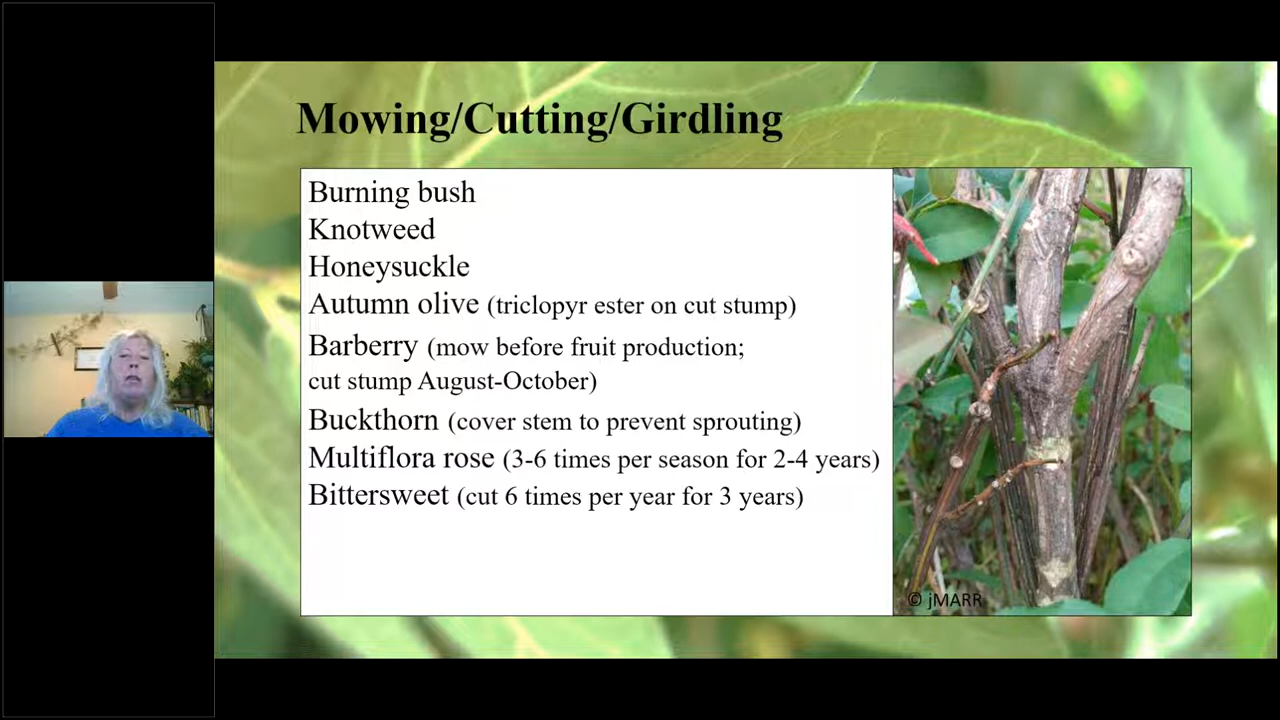 Mowing/Cutting/Girdling
Burning bush
Knotweed
Honeysuckle
Autumn olive (triclopyr ester on cut stump)
Barberry (mow before fruit production;
cut stump August-October)
Buckthorn (cover stem to prevent sprouting)
Multiflora rose (3-6 times per season for 2-4 years)
Bittersweet (cut 6 times per year for 3 years)
© jMARR